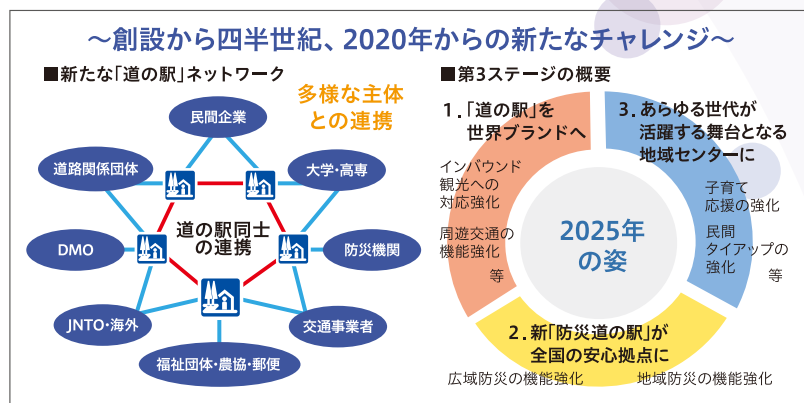 〜創設から四半世紀、2020年からの新たなチャレンジ〜
■新たな「道の駅」ネットワーク
多様な主体
との連携
民間企業
道路関係団体
大学・高専
道の駅同士
の連携
DMO
防災機関
JNTO・海外
交通事業者
福祉団体・農協・郵便
■第3ステージの概要
1.「道の駅」を
世界ブランドへ
インバウンド
観光への
対応強化
周遊交通の
機能強化
等
3.あらゆる世代が
活躍する舞台となる
地域センターに
子育て
応援の強化
民間
タイアップの
強化
等
2025年
の姿
2.新「防災道の駅」が
全国の安心拠点に
広域防災の機能強化
地域防災の機能強化